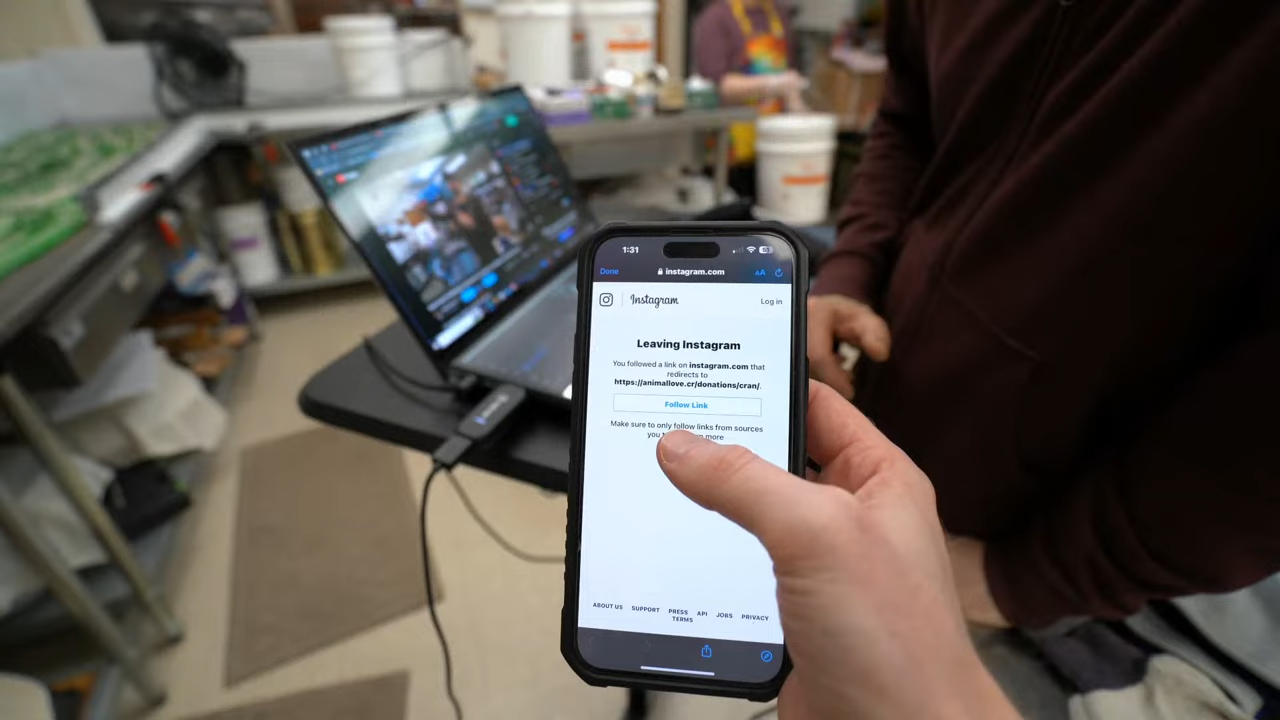 1:31
Done
instagram.com
AA
Instagram
Log in
Leaving Instagram
You followed a link on instagram.com that
redirects to
https://animallove.cr/donations/cran/.
Follow Link
Make sure to only follow links from sources
you more
ABOUT US SUPPORT PRESS API JOBS PRIVACY
TERMS